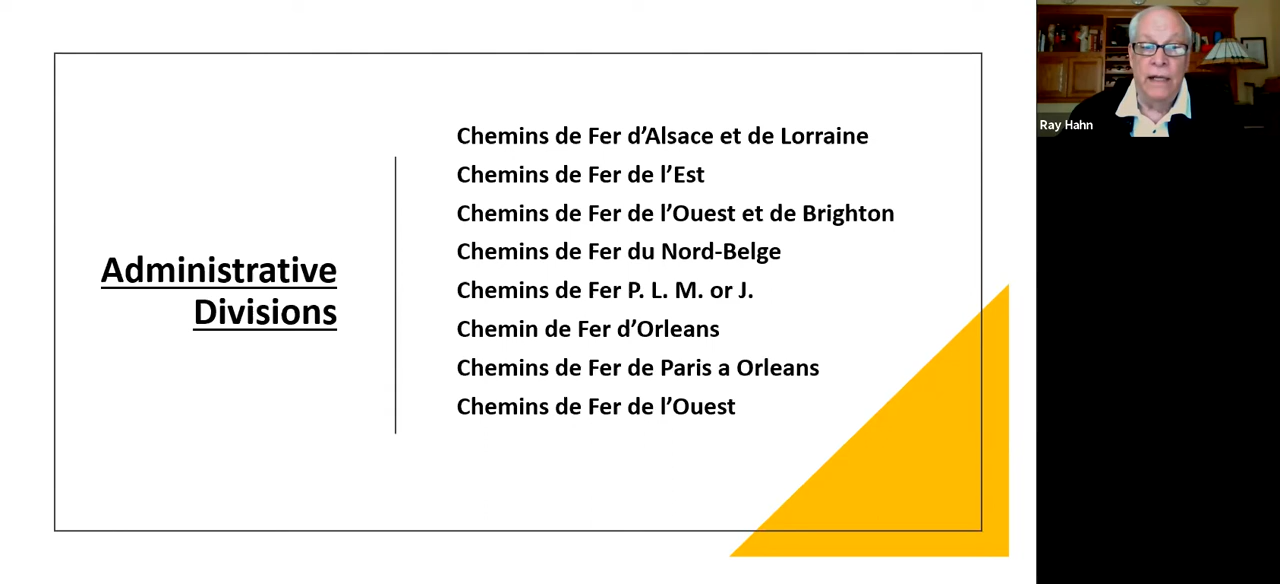 Administrative
Divisions
Chemins de Fer d’Alsace et de Lorraine
Chemins de Fer de l’Est
Chemins de Fer de l’Ouest et de Brighton
Chemins de Fer du Nord-Belge
Chemins de Fer P. L. M. or J.
Chemin de Fer d’Orleans
Chemins de Fer de Paris a Orleans
Chemins de Fer de l’Ouest
Ray Hahn